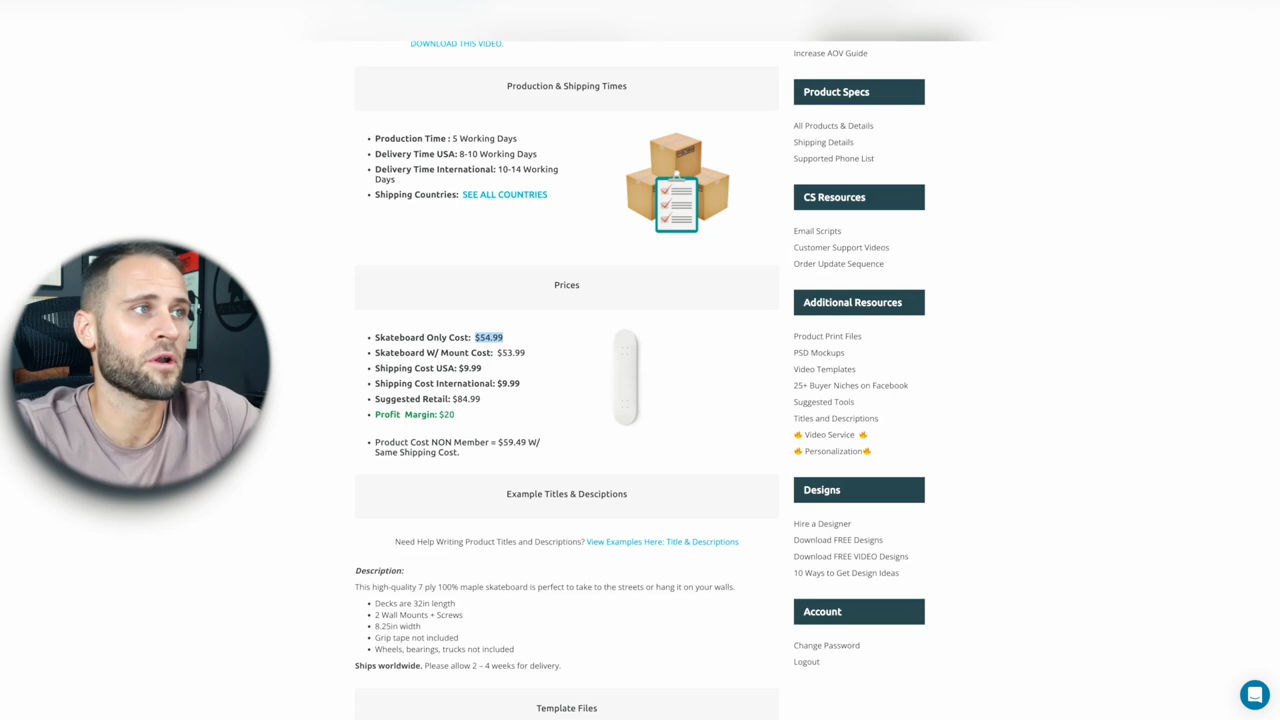 DOWNLOAD THIS VIDEO.
Production & Shipping Times
Production Time : 5 Working Days
Delivery Time USA: 8-10 Working Days
Delivery Time International: 10-14 Working
Days
Shipping Countries: SEE ALL COUNTRIES
Prices
Skateboard Only Cost: $54.99
Skateboard W/ Mount Cost: $53.99
Shipping Cost USA: $9.99
Shipping Cost International: $9.99
Suggested Retail: $84.99
Profit Margin: $20
Product Cost NON Member = $59.49 W/
Same Shipping Cost.
Example Titles & Desciptions
Need Help Writing Product Titles and Descriptions? View Examples Here: Title & Descriptions
Description:
This high-quality 7 ply 100% maple skateboard is perfect to take to the streets or hang it on your walls.
Decks are 32in length
2 Wall Mounts + Screws
8.25in width
Grip tape not included
Wheels, bearings, trucks not included
Ships worldwide. Please allow 2 – 4 weeks for delivery.
Template Files
Increase AOV Guide
Product Specs
All Products & Details
Shipping Details
Supported Phone List
CS Resources
Email Scripts
Customer Support Videos
Order Update Sequence
Additional Resources
Product Print Files
PSD Mockups
Video Templates
25+ Buyer Niches on Facebook
Suggested Tools
Titles and Descriptions
🔥 Video Service 🔥
🔥 Personalization🔥
Designs
Hire a Designer
Download FREE Designs
Download FREE VIDEO Designs
10 Ways to Get Design Ideas
Account
Change Password
Logout